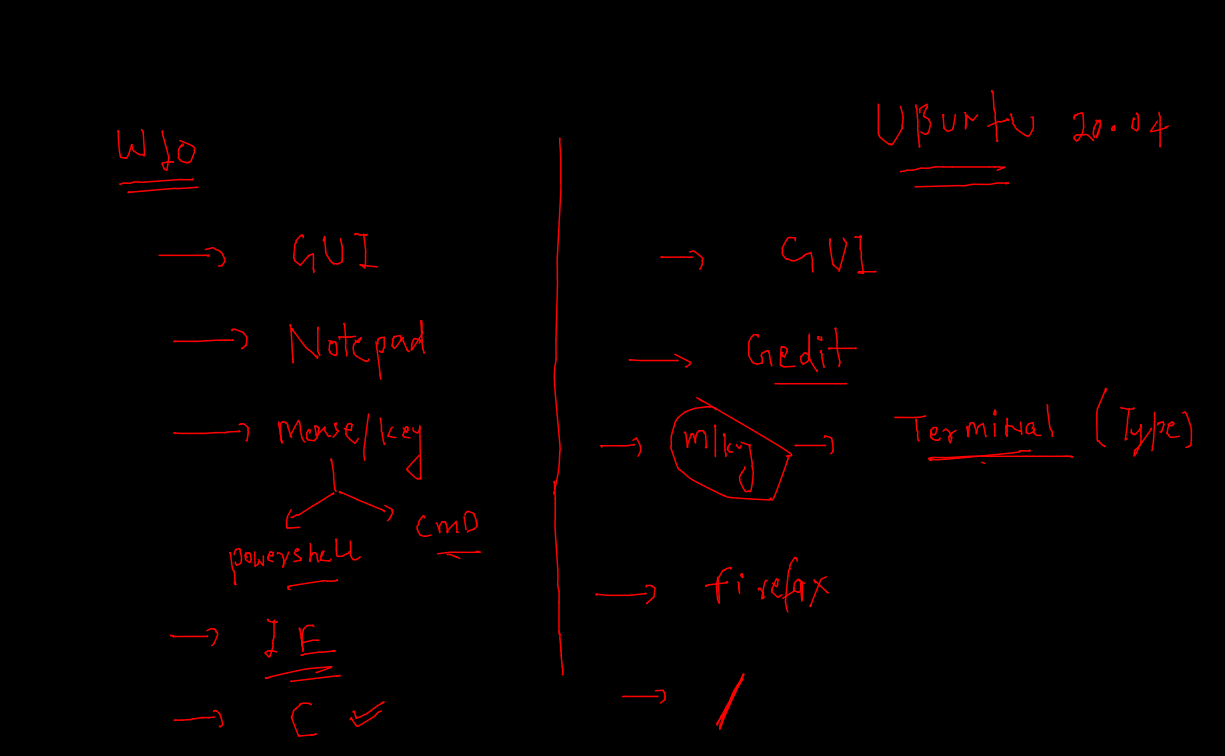 W10
→ GUI
→ Notepad
→ Mouse/key
powershell
CMD
→ IE
→ C ✓
Ubuntu 20.04
→ GUI
→ Gedit
→ M/key → Terminal (Type)
→ firefox
→ /